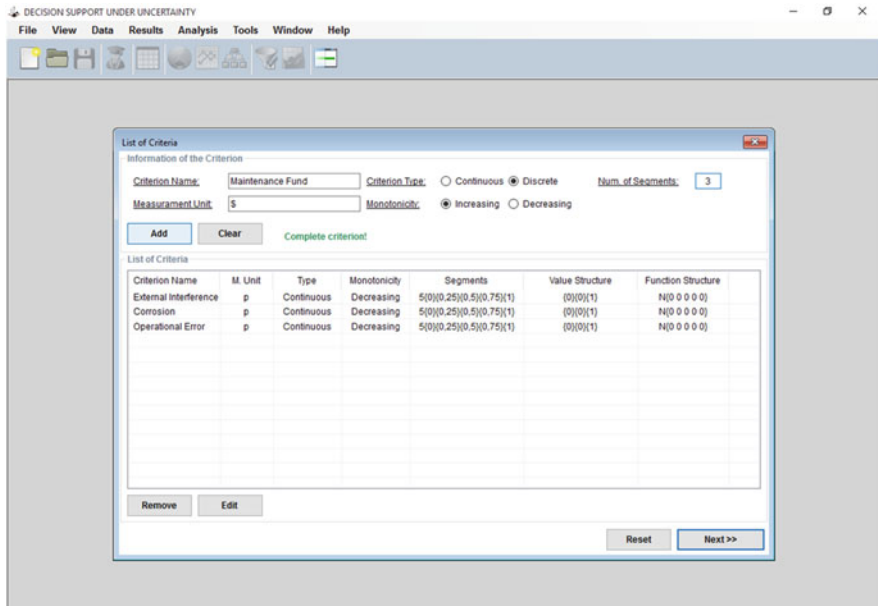 DECISION SUPPORT UNDER UNCERTAINTY
File View Data Results Analysis Tools Window Help
List of Criteria
Information of the Criterion
Criterion Name: Maintenance Fund Criterion Type: Continuous Discrete Num. of Segments: 3
Measurament Unit: $ Monotonicity: Increasing Decreasing
Add Clear Complete criterion!
List of Criteria
Criterion Name M. Unit Type Monotonicity Segments Value Structure Function Structure
External Interference p Continuous Decreasing 5{0}{0,25}{0,5}{0,75}{1} {0}{0}{1} N{0 0 0 0 0}
Corrosion p Continuous Decreasing 5{0}{0,25}{0,5}{0,75}{1} {0}{0}{1} N{0 0 0 0 0}
Operational Error p Continuous Decreasing 5{0}{0,25}{0,5}{0,75}{1} {0}{0}{1} N{0 0 0 0 0}
Remove Edit
Reset Next >>